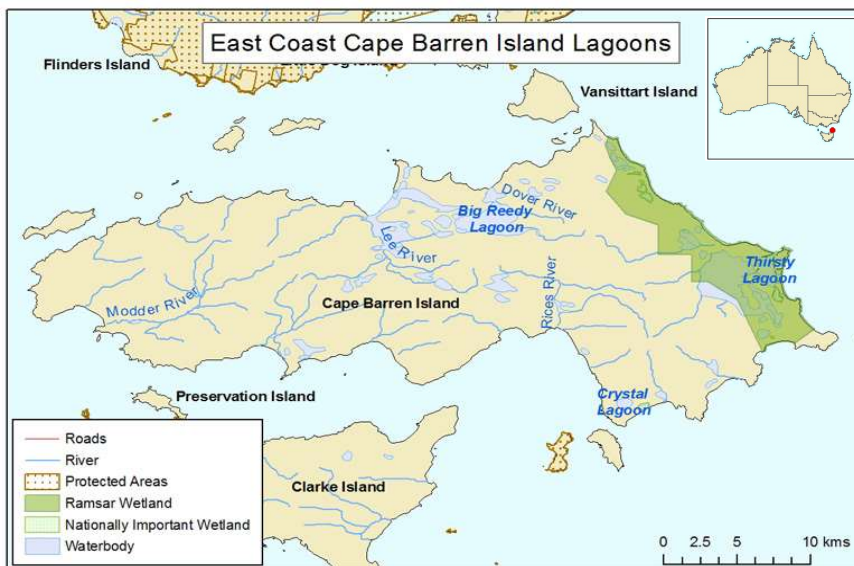 East Coast Cape Barren Island Lagoons
Flinders Island
Vansittart Island
Dover River
Big Reedy
Lagoon
Lee River
Thirsty
Lagoon
Modder River
Cape Barren Island
Rices River
Preservation Island
Crystal
Lagoon
Clarke Island
Roads
River
Protected Areas
Ramsar Wetland
Nationally Important Wetland
Waterbody
0 2.5 5 10 kms